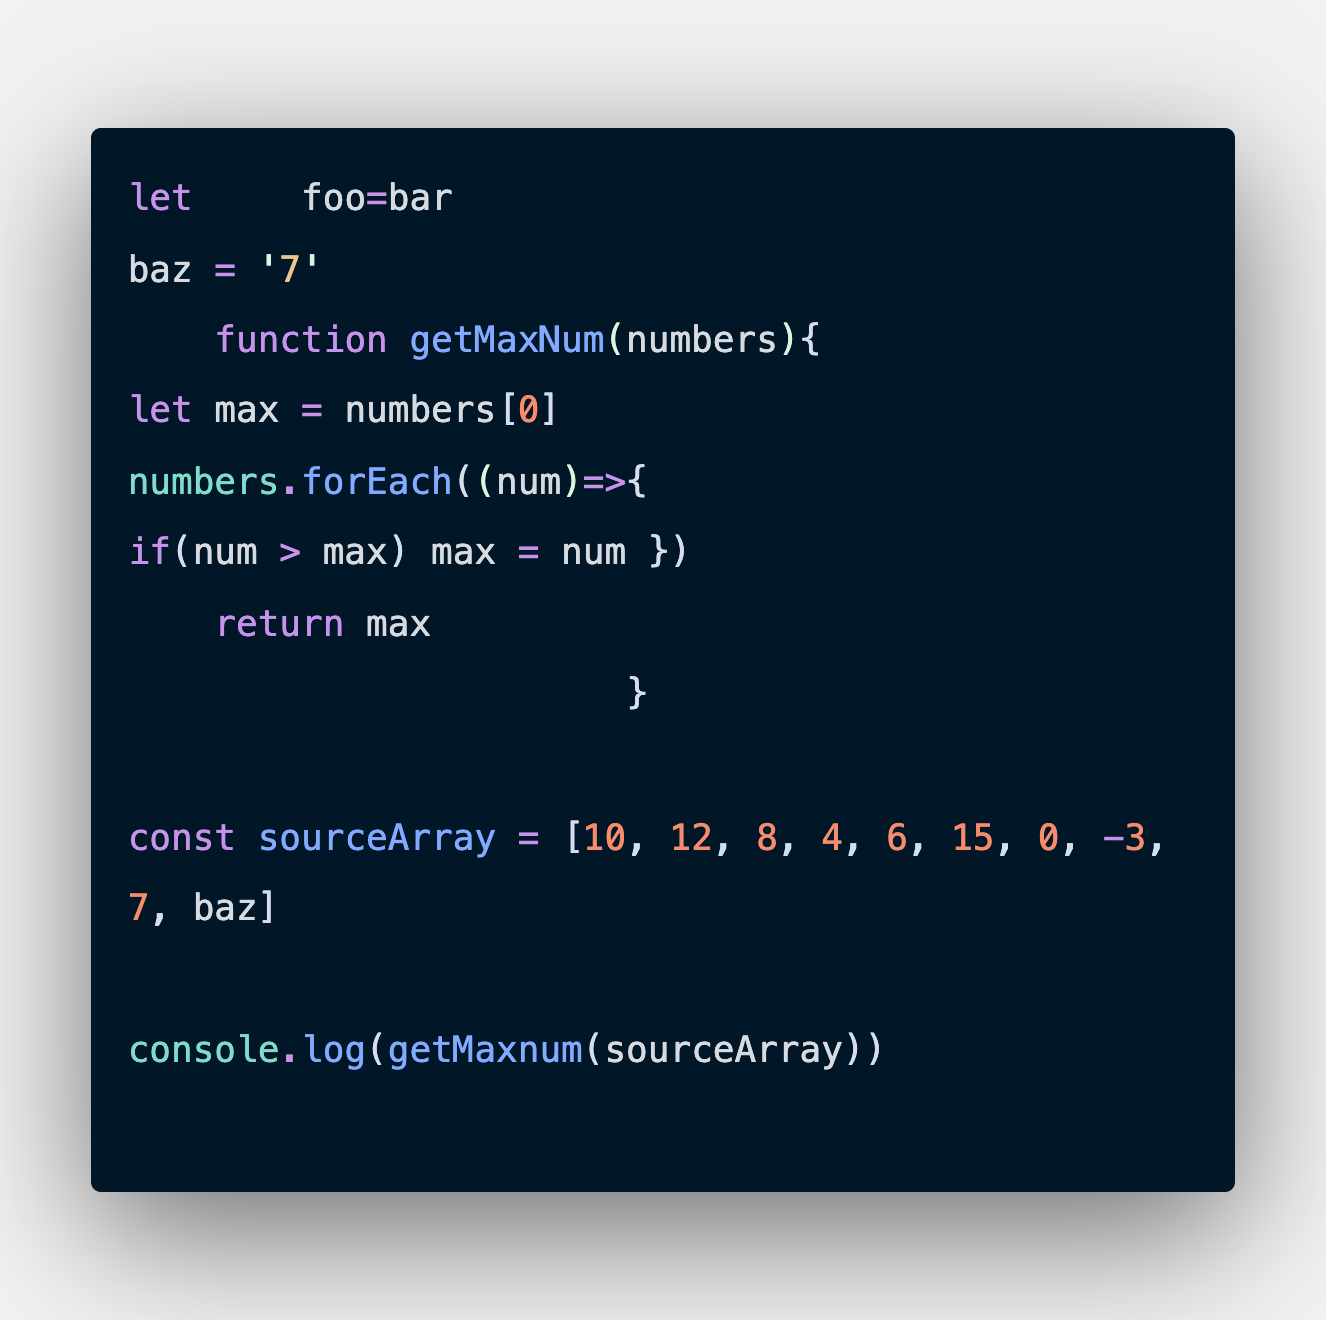 let     foo=bar
baz = '7'
    function getMaxNum(numbers){
let max = numbers[0]
numbers.forEach((num)=>{
if(num > max) max = num })
    return max
                       }
const sourceArray = [10, 12, 8, 4, 6, 15, 0, -3,
7, baz]
console.log(getMaxnum(sourceArray))